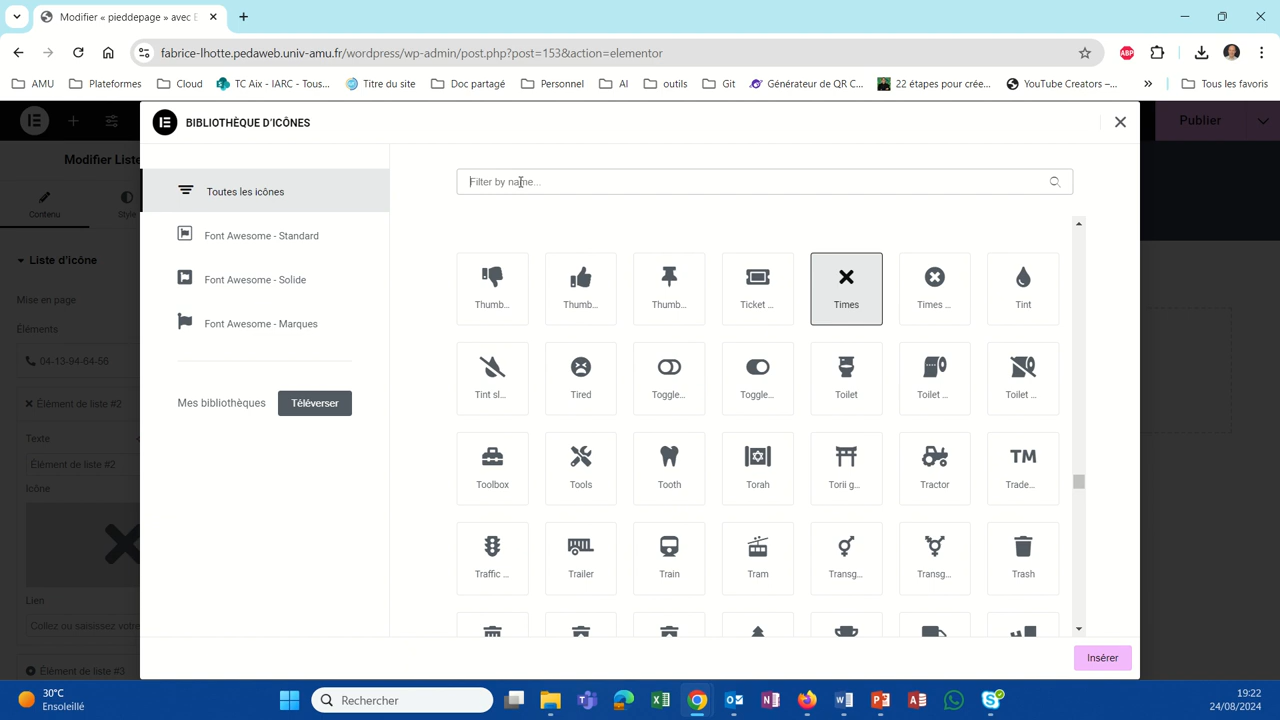 Modifier « pieddepage » avec E
fabrice-lhotte.pedaweb.univ-amu.fr/wordpress/wp-admin/post.php?post=153&action=elementor
ABP
AMU
Plateformes
Cloud
TC Aix - IARC - Tous...
Titre du site
Doc partagé
Personnel
AI
outils
Git
Générateur de QR C...
22 étapes pour crée...
YouTube Creators –...
»
Tous les favoris
BIBLIOTHÈQUE D’ICÔNES
Publier
Modifier Liste
Contenu
Style
Liste d'icône
Mise en page
Éléments
04-13-94-64-56
Élément de liste #2
Texte
Élément de liste #2
Icône
Lien
Collez ou saisissez votre
Élément de liste #3
Toutes les icônes
Font Awesome - Standard
Font Awesome - Solide
Font Awesome - Marques
Mes bibliothèques
Téléverser
Filter by name...
Thumb...
Thumb...
Thumb...
Ticket ...
Times
Times ...
Tint
Tint sl...
Tired
Toggle...
Toggle...
Toilet
Toilet ...
Toilet ...
Toolbox
Tools
Tooth
Torah
Torii g...
Tractor
TM
Trade...
Traffic ...
Trailer
Train
Tram
Transg...
Transg...
Trash
Insérer
30°C
Ensoleillé
Rechercher
19:22
24/08/2024